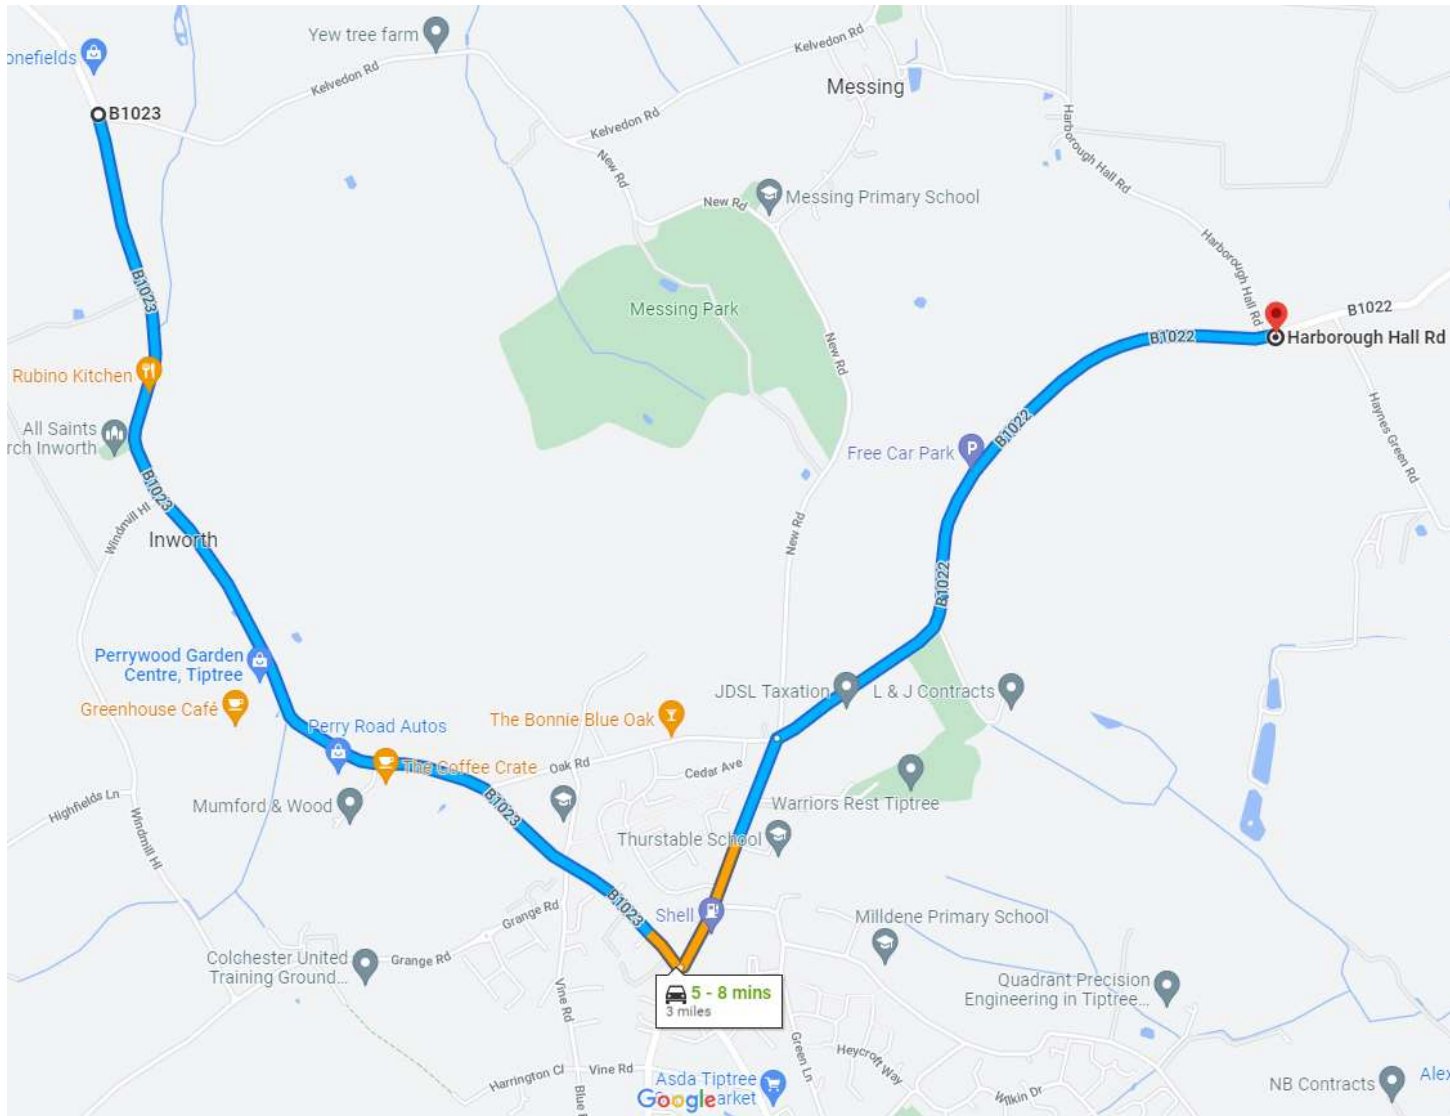 Yew tree farm
Kelvedon Rd
onefields
Messing
B1023
Kelvedon Rd
Kelvedon Rd
Harborough Hall Rd
New Rd
Messing Primary School
New Rd
Harborough Hall Rd
B1023
Messing Park
B1022
B1022
Harborough Hall Rd
Rubino Kitchen
New Rd
Haynes Green Rd
All Saints
rch Inworth
B1022
Free Car Park
B1023
Windmill Hl
Inworth
New Rd
B1022
Perrywood Garden
Centre, Tiptree
JDSL Taxation
L & J Contracts
Greenhouse Café
The Bonnie Blue Oak
Perry Road Autos
The Coffee Crate
Oak Rd
Cedar Ave
Highfields Ln
Mumford & Wood
B1023
Warriors Rest Tiptree
Windmill Hl
Thurstable School
B1023
Shell
Grange Rd
Milldene Primary School
Colchester United
Training Ground...
Grange Rd
Quadrant Precision
Engineering in Tiptree...
5 - 8 mins
3 miles
Vine Rd
Green Ln
Heycroft Way
Harrington Cl
Vine Rd
Asda Tiptree
Google
arket
Wilkin Dr
NB Contracts
Alex